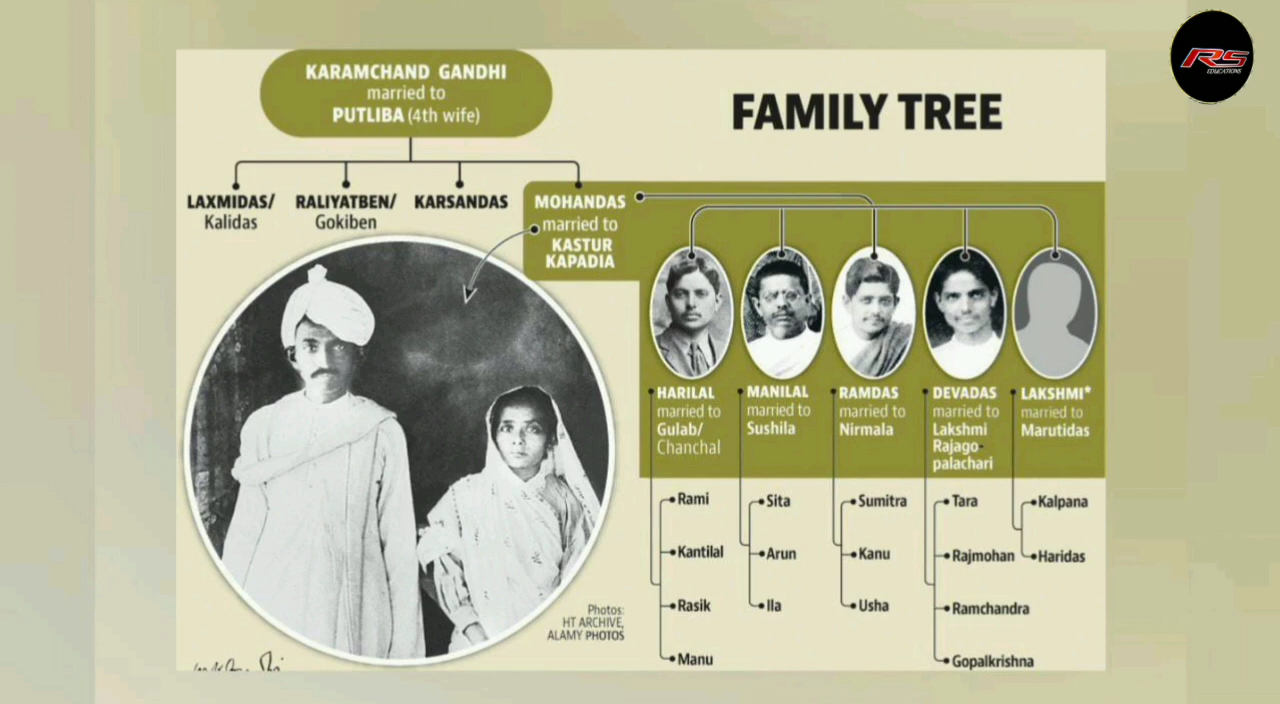 RS
EDUCATIONS
KARAMCHAND GANDHI
married to
PUTLIBA (4th wife)
FAMILY TREE
LAXMIDAS/
Kalidas
RALIYATBEN/
Gokiben
KARSANDAS
MOHANDAS
married to
KASTUR
KAPADIA
HARILAL
married to
Gulab/
Chanchal
MANILAL
married to
Sushila
RAMDAS
married to
Nirmala
DEVADAS
married to
Lakshmi
Rajago-
palachari
LAKSHMI*
married to
Marutidas
Rami
Kantilal
Rasik
Manu
Sita
Arun
Ila
Sumitra
Kanu
Usha
Tara
Rajmohan
Ramchandra
Gopalkrishna
Kalpana
Haridas
Photos:
HT ARCHIVE,
ALAMY PHOTOS